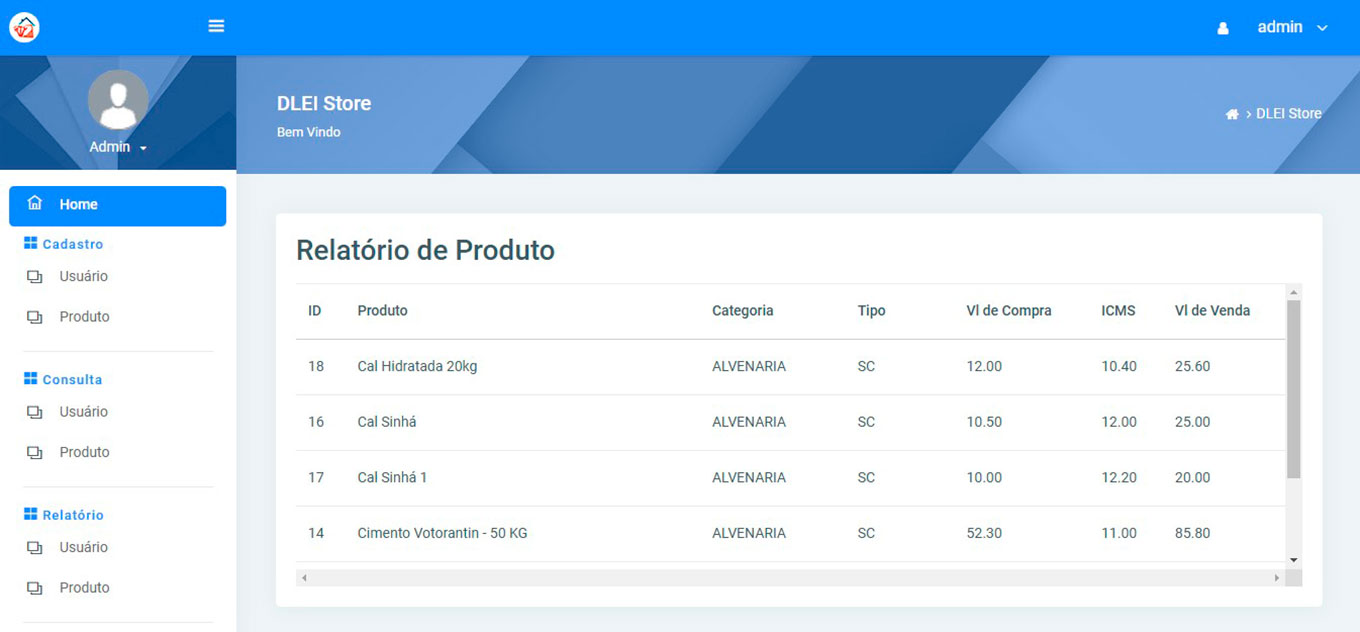 admin
Admin
DLEI Store
Bem Vindo
› DLEI Store
Home
Cadastro
Usuário
Produto
Consulta
Usuário
Produto
Relatório
Usuário
Produto
Relatório de Produto
ID Produto Categoria Tipo Vl de Compra ICMS Vl de Venda
18 Cal Hidratada 20kg ALVENARIA SC 12.00 10.40 25.60
16 Cal Sinhá ALVENARIA SC 10.50 12.00 25.00
17 Cal Sinhá 1 ALVENARIA SC 10.00 12.20 20.00
14 Cimento Votorantin - 50 KG ALVENARIA SC 52.30 11.00 85.80